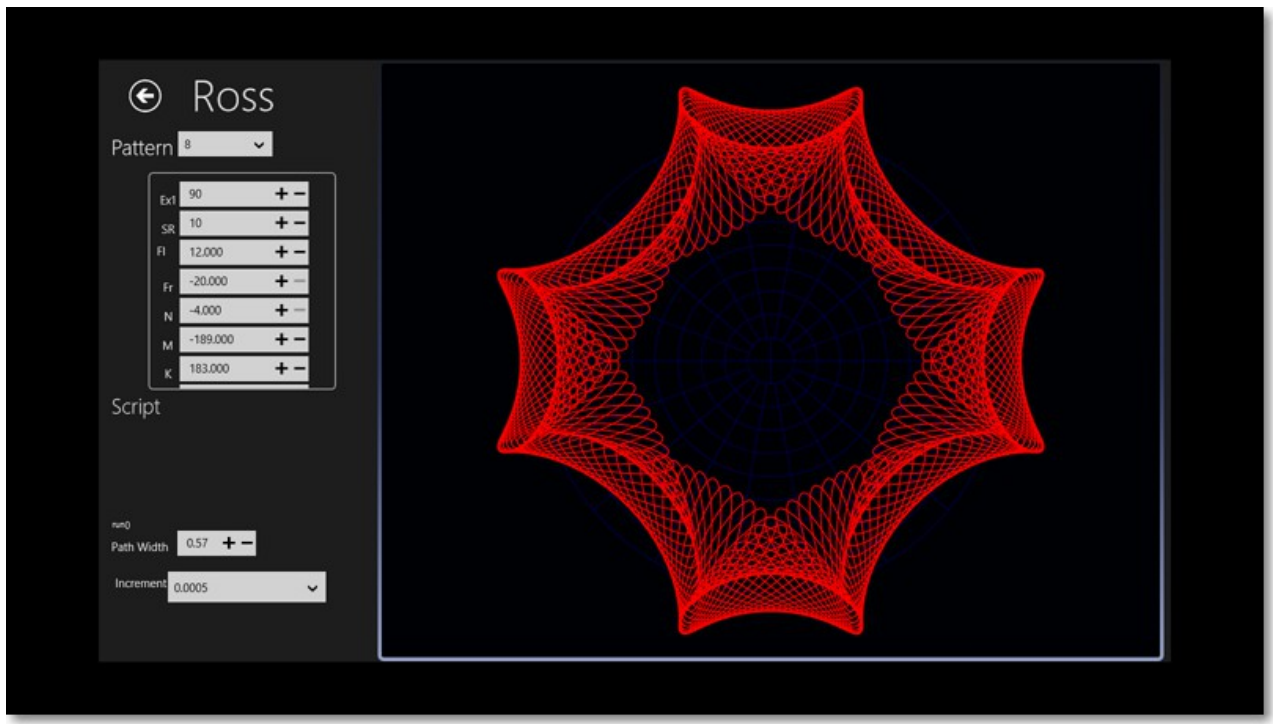 Ross
Pattern 8
Ex1 90
SR 10
Fl 12.000
Fr -20.000
N -4.000
M -189.000
K 183.000
Script
run()
Path Width 0.57
Increment 0.0005